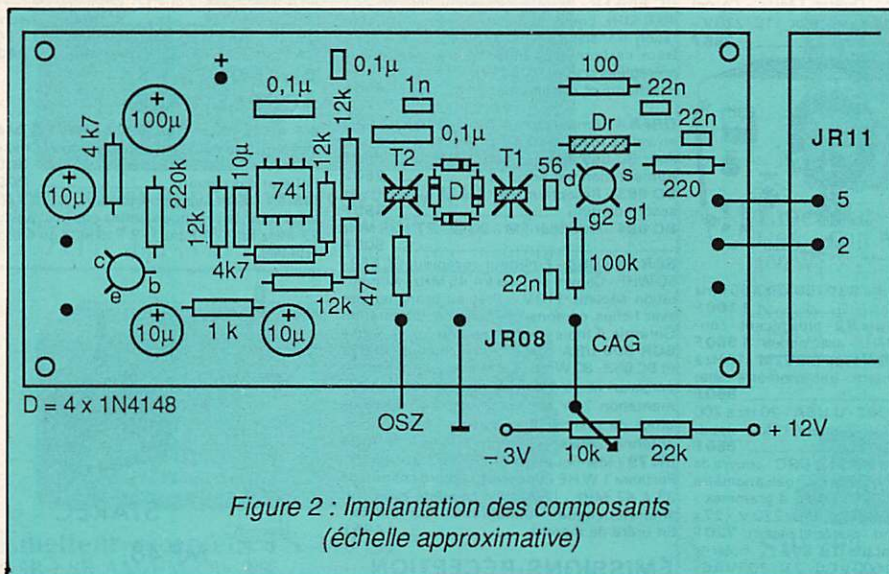 0,1µ
100
22n
+
0,1µ
1n
12k
22n
+
100µ
4 k7
0,1µ
Dr
JR11
10µ
12k
T2
T1
56
d
s
220
220k
741
D
5
+
10µ
12k
g2
g1
2
c
4k7
100k
e
b
47 n
22n
12k
+
10µ
1 k
+
10µ
JR08
CAG
D = 4 x 1N4148
OSZ
– 3V
10k
22k
+ 12V
Figure 2 : Implantation des composants
(échelle approximative)